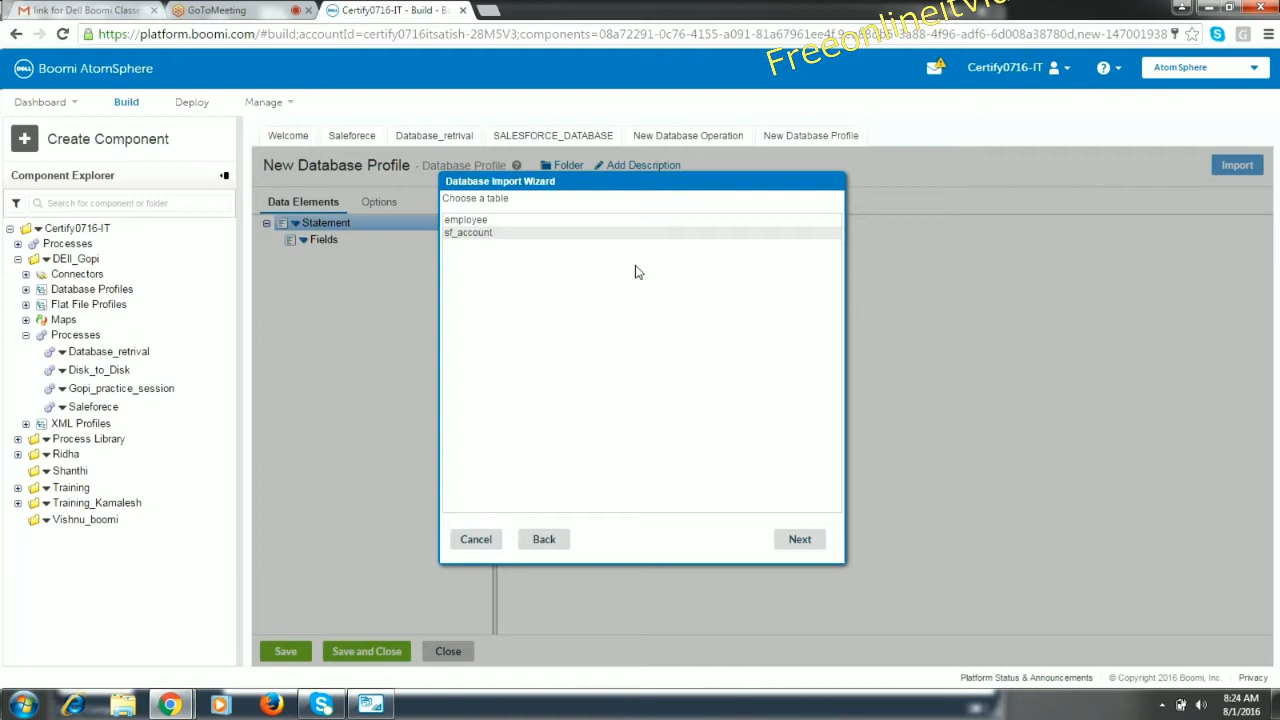 link for Dell Boomi Classe
GoToMeeting
Certify0716-IT - Build - Bo
Freeonlineitvid
https://platform.boomi.com/#build;accountId=certify0716itsatish-28M5V3;components=08a72291-0c76-4155-a091-81a67961ee4f
Boomi AtomSphere
Certify0716-IT
AtomSphere
Dashboard
Build
Deploy
Manage
Create Component
Welcome
Saleforece
Database_retrival
SALESFORCE_DATABASE
New Database Operation
New Database Profile
New Database Profile - Database Profile
Folder
Add Description
Import
Component Explorer
Database Import Wizard
Choose a table
Data Elements
Options
Search for component or folder
employee
sf_account
Statement
Fields
Certify0716-IT
Processes
DEll_Gopi
Connectors
Database Profiles
Flat File Profiles
Maps
Processes
Database_retrival
Disk_to_Disk
Gopi_practice_session
Saleforece
XML Profiles
Process Library
Ridha
Shanthi
Training
Training_Kamalesh
Vishnu_boomi
Cancel
Back
Next
Save
Save and Close
Close
Platform Status & Announcements
© Copyright 2016 Boomi, Inc.
Privacy
8:24 AM
8/1/2016